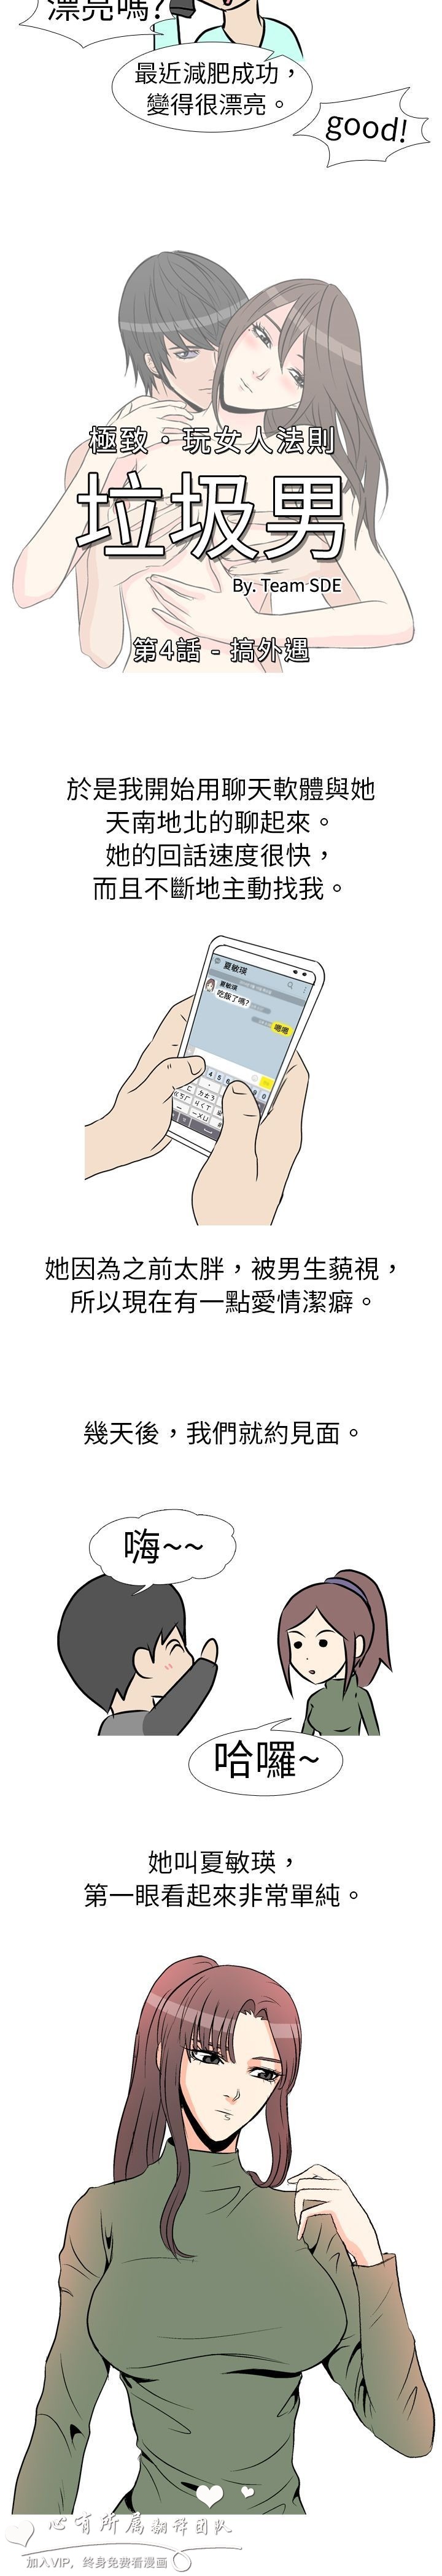 漂亮嗎?
最近減肥成功，
變得很漂亮。
good!
極致·玩女人法則
垃圾男
By. Team SDE
第4話 - 搞外遇
於是我開始用聊天軟體與她
天南地北的聊起來。
她的回話速度很快，
而且不斷地主動找我。
夏敏瑛
夏敏瑛
吃飯了嗎?
嗯嗯
她因為之前太胖，被男生藐視，
所以現在有一點愛情潔癖。
幾天後，我們就約見面。
嗨~~
哈囉~
她叫夏敏瑛，
第一眼看起來非常單純。
心有所属翻译团队
加入VIP，终身免费看漫画